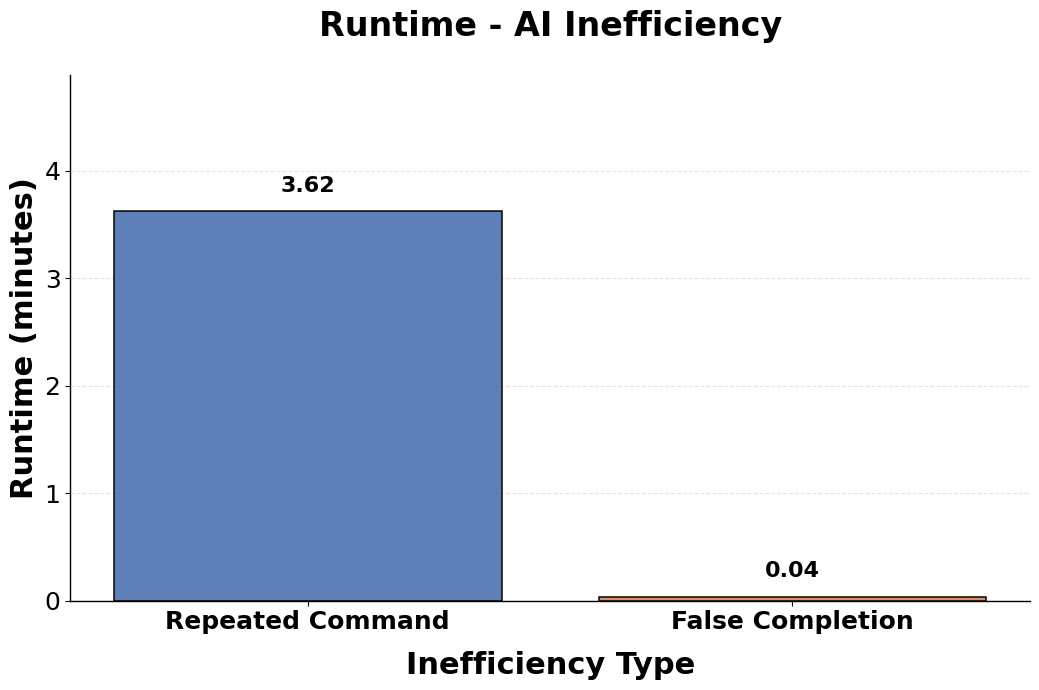 Runtime - AI Inefficiency
Runtime (minutes)
4
3
2
1
0
3.62
0.04
Repeated Command
False Completion
Inefficiency Type